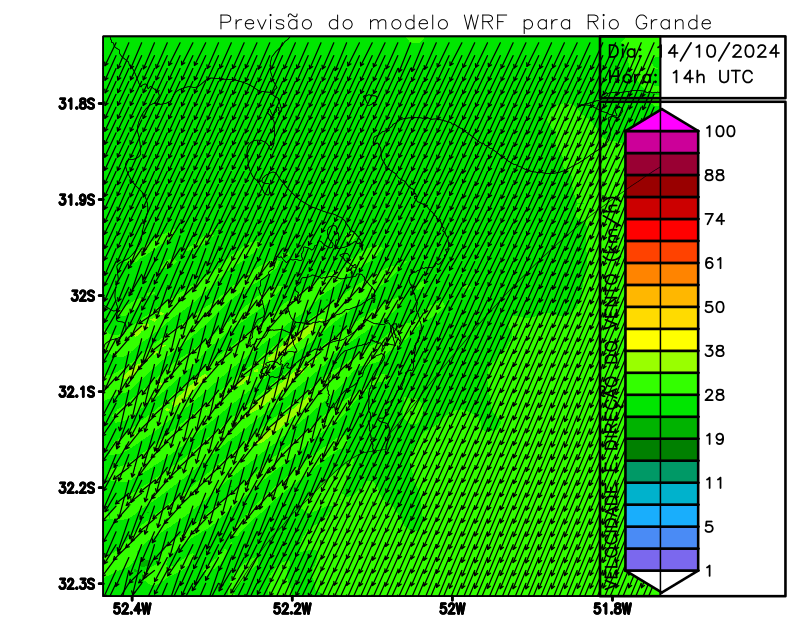 Previsão do modelo WRF para Rio Grande
Dia: 14/10/2024
Hora: 14h UTC
31.8S
31.9S
32S
32.1S
32.2S
32.3S
52.4W
52.2W
52W
51.8W
VELOCIDADE E DIREÇÃO DO VENTO (km/h)
100
88
74
61
50
38
28
19
11
5
1